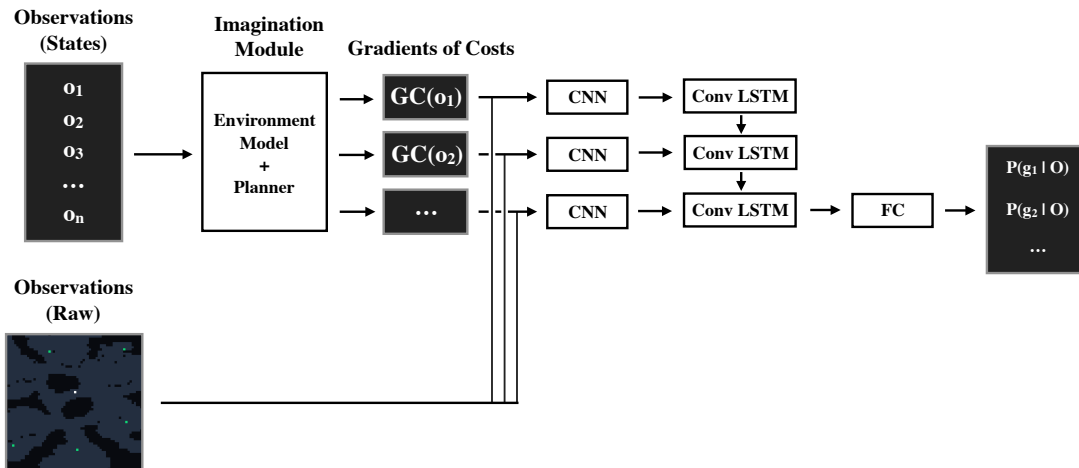 Observations
(States)
o1
o2
o3
...
on
Imagination
Module
Environment
Model
+
Planner
Gradients of Costs
GC(o1)
GC(o2)
...
CNN
CNN
CNN
Conv LSTM
Conv LSTM
Conv LSTM
FC
P(g1 | O)
P(g2 | O)
...
Observations
(Raw)